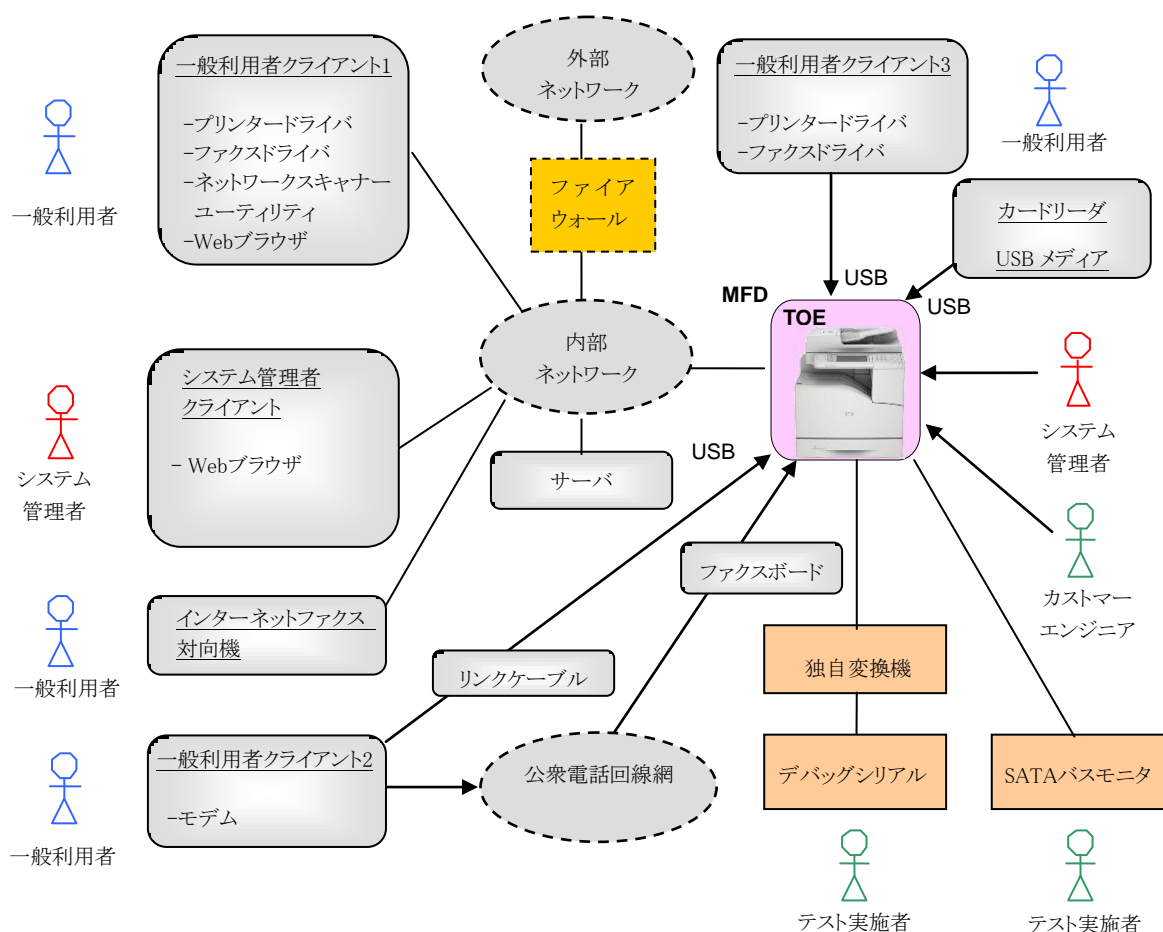 一般利用者クライアント1
-プリンタードライバ
-ファクスドライバ
-ネットワークスキャナー
ユーティリティ
-Webブラウザ
一般利用者
外部
ネットワーク
ファイア
ウォール
一般利用者クライアント3
-プリンタードライバ
-ファクスドライバ
一般利用者
カードリーダ
USB メディア
USB
USB
MFD
TOE
内部
ネットワーク
システム管理者
クライアント
- Webブラウザ
システム
管理者
サーバ
USB
システム
管理者
ファクスボード
カストマー
エンジニア
インターネットファクス
対向機
一般利用者
リンクケーブル
独自変換機
一般利用者クライアント2
-モデム
一般利用者
公衆電話回線網
デバッグシリアル
SATAバスモニタ
テスト実施者
テスト実施者